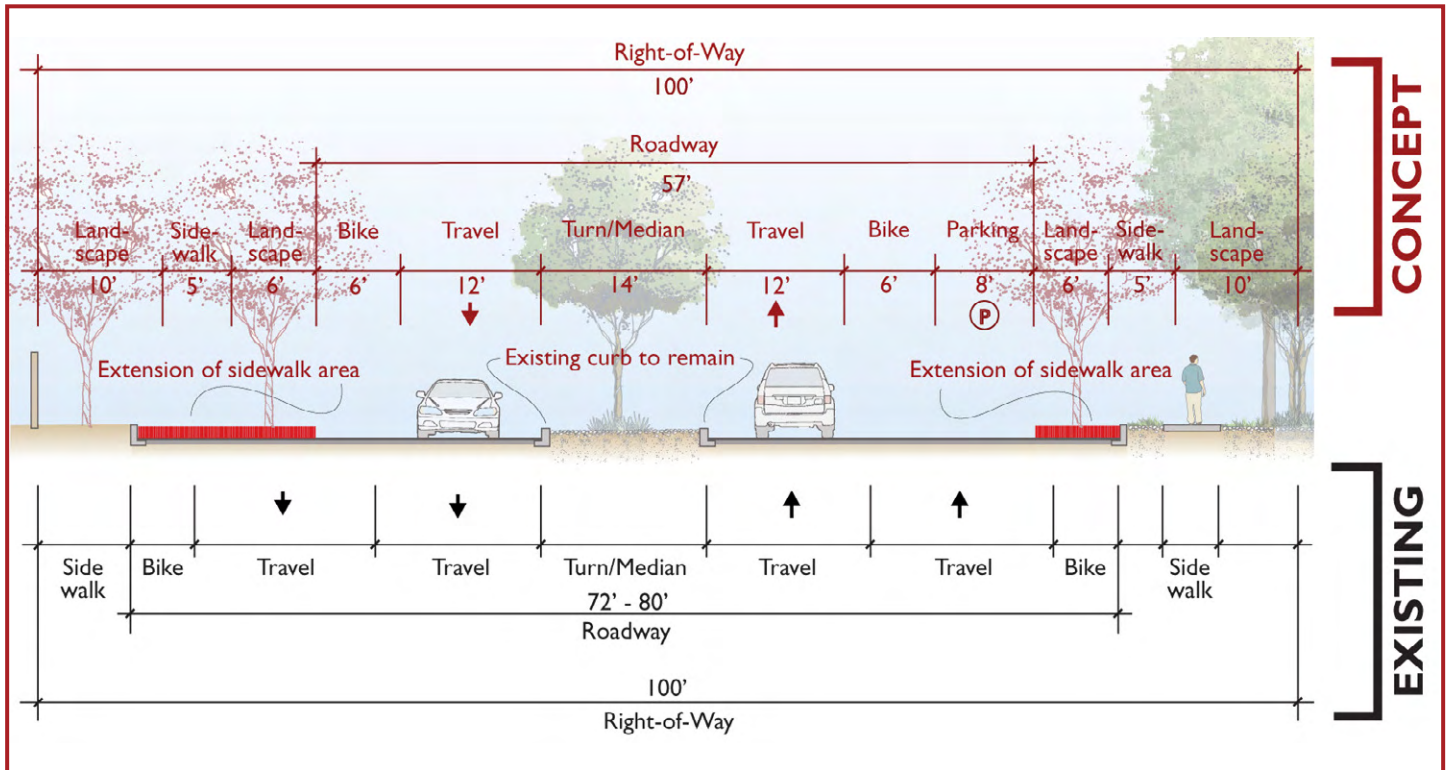 Right-of-Way
100’
Roadway
57’
Land-
scape
10’
Side-
walk
5’
Land-
scape
6’
Bike
6’
Travel
12’
Turn/Median
14’
Travel
12’
Bike
6’
Parking
8’
P
Land-
scape
6’
Side-
walk
5’
Land-
scape
10’
Extension of sidewalk area
Existing curb to remain
Extension of sidewalk area
CONCEPT
Side
walk
Bike
Travel
Travel
Turn/Median
Travel
Travel
Bike
Side
walk
72’ - 80’
Roadway
100’
Right-of-Way
EXISTING